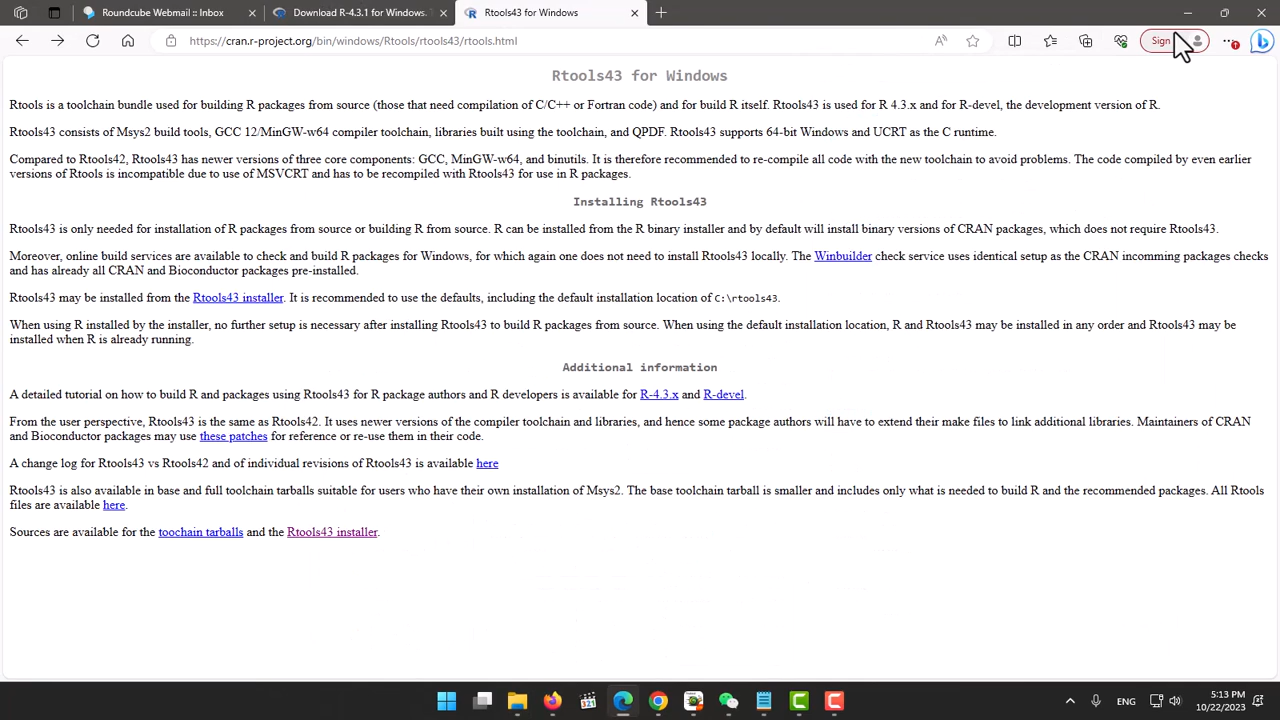 Roundcube Webmail :: Inbox
Download R-4.3.1 for Windows.
Rtools43 for Windows
https://cran.r-project.org/bin/windows/Rtools/rtools43/rtools.html
Sign
Rtools43 for Windows
Rtools is a toolchain bundle used for building R packages from source (those that need compilation of C/C++ or Fortran code) and for build R itself. Rtools43 is used for R 4.3.x and for R-devel, the development version of R.
Rtools43 consists of Msys2 build tools, GCC 12/MinGW-w64 compiler toolchain, libraries built using the toolchain, and QPDF. Rtools43 supports 64-bit Windows and UCRT as the C runtime.
Compared to Rtools42, Rtools43 has newer versions of three core components: GCC, MinGW-w64, and binutils. It is therefore recommended to re-compile all code with the new toolchain to avoid problems. The code compiled by even earlier
versions of Rtools is incompatible due to use of MSVCRT and has to be recompiled with Rtools43 for use in R packages.
Installing Rtools43
Rtools43 is only needed for installation of R packages from source or building R from source. R can be installed from the R binary installer and by default will install binary versions of CRAN packages, which does not require Rtools43.
Moreover, online build services are available to check and build R packages for Windows, for which again one does not need to install Rtools43 locally. The Winbuilder check service uses identical setup as the CRAN incomming packages checks
and has already all CRAN and Bioconductor packages pre-installed.
Rtools43 may be installed from the Rtools43 installer. It is recommended to use the defaults, including the default installation location of C:\rtools43.
When using R installed by the installer, no further setup is necessary after installing Rtools43 to build R packages from source. When using the default installation location, R and Rtools43 may be installed in any order and Rtools43 may be
installed when R is already running.
Additional information
A detailed tutorial on how to build R and packages using Rtools43 for R package authors and R developers is available for R-4.3.x and R-devel.
From the user perspective, Rtools43 is the same as Rtools42. It uses newer versions of the compiler toolchain and libraries, and hence some package authors will have to extend their make files to link additional libraries. Maintainers of CRAN
and Bioconductor packages may use these patches for reference or re-use them in their code.
A change log for Rtools43 vs Rtools42 and of individual revisions of Rtools43 is available here
Rtools43 is also available in base and full toolchain tarballs suitable for users who have their own installation of Msys2. The base toolchain tarball is smaller and includes only what is needed to build R and the recommended packages. All Rtools
files are available here.
Sources are available for the toochain tarballs and the Rtools43 installer.
321
ENG
5:13 PM
10/22/2023